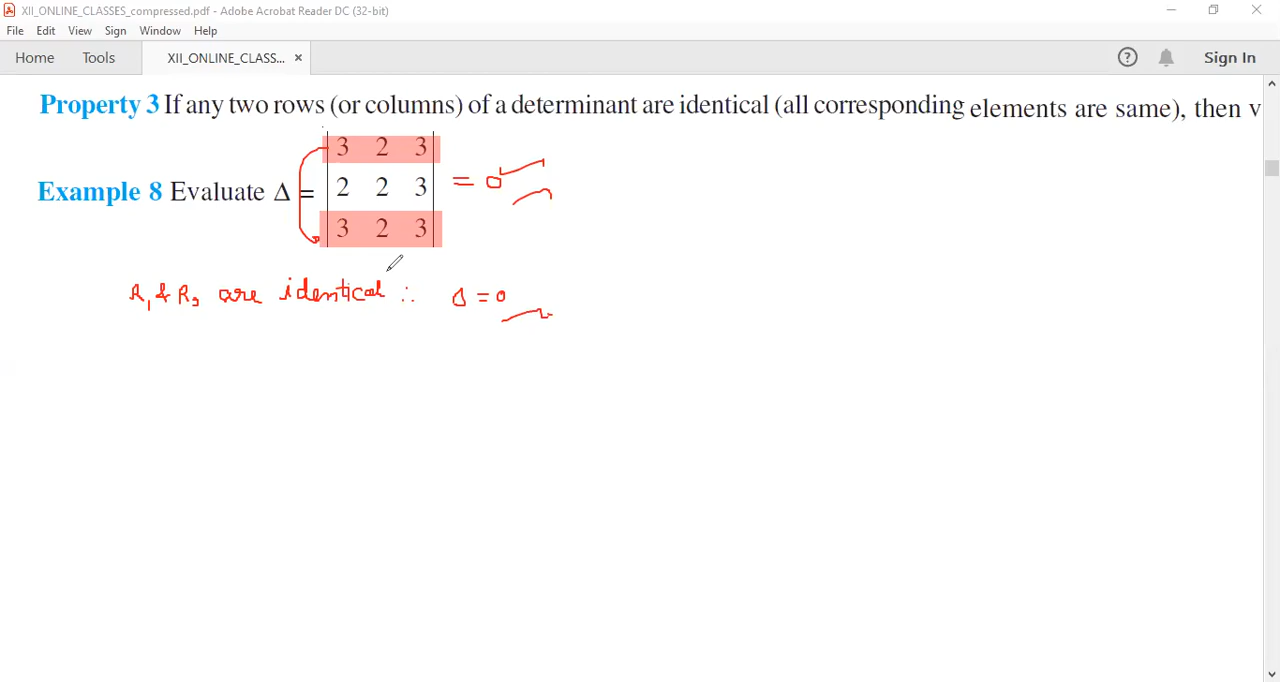 XII_ONLINE_CLASSES_compressed.pdf - Adobe Acrobat Reader DC (32-bit)
File Edit View Sign Window Help
Home Tools XII_ONLINE_CLASS... × Sign In
Property 3 If any two rows (or columns) of a determinant are identical (all corresponding elements are same), then v
3 2 3
Example 8 Evaluate Δ = 2 2 3 = 0
3 2 3
R₁ & R₃ are identical ∴ Δ = 0